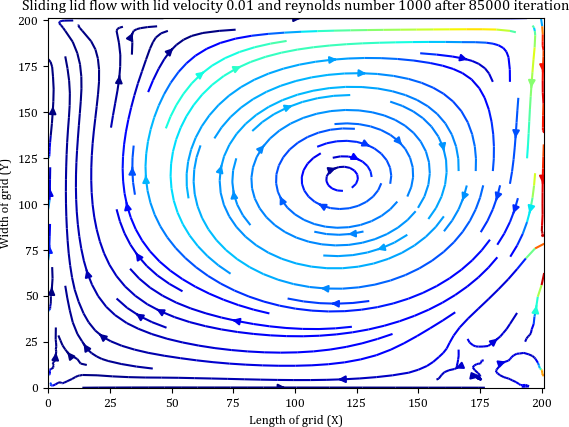 Sliding lid flow with lid velocity 0.01 and reynolds number 1000 after 85000 iteration
200
175
150
125
100
75
50
25
0
Width of grid (Y)
0 25 50 75 100 125 150 175 200
Length of grid (X)